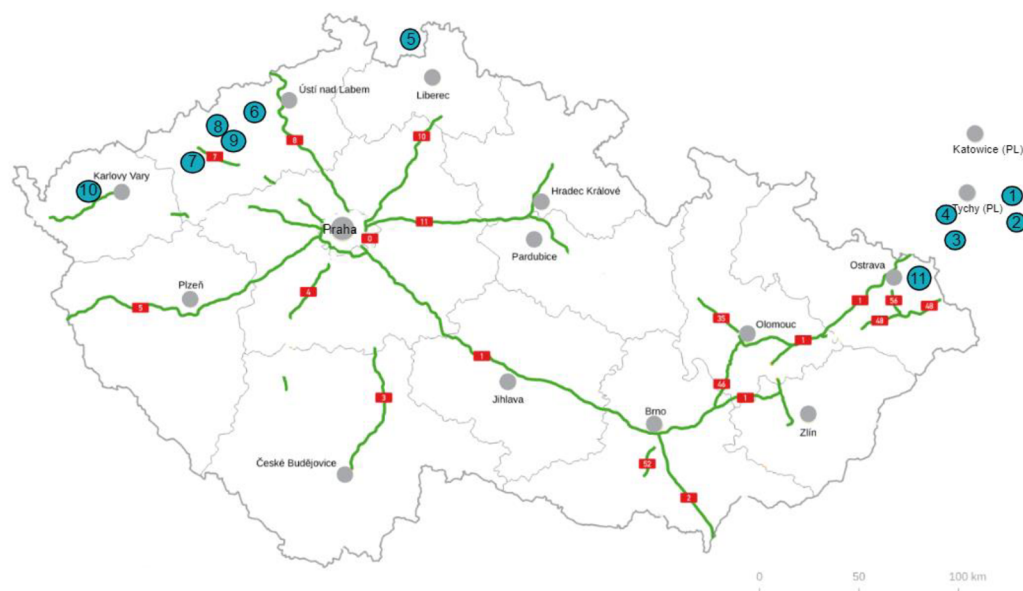 5
Ústí nad Labem
Liberec
6
8
9
8
10
7
7
Katowice (PL)
Karlovy Vary
10
Hradec Králové
11
Praha
0
Pardubice
1
Tychy (PL)
4
2
3
Ostrava
11
Plzeň
4
5
1
56
48
48
35
Olomouc
1
1
Jihlava
46
1
3
Brno
Zlín
České Budějovice
52
2
0 50 100 km